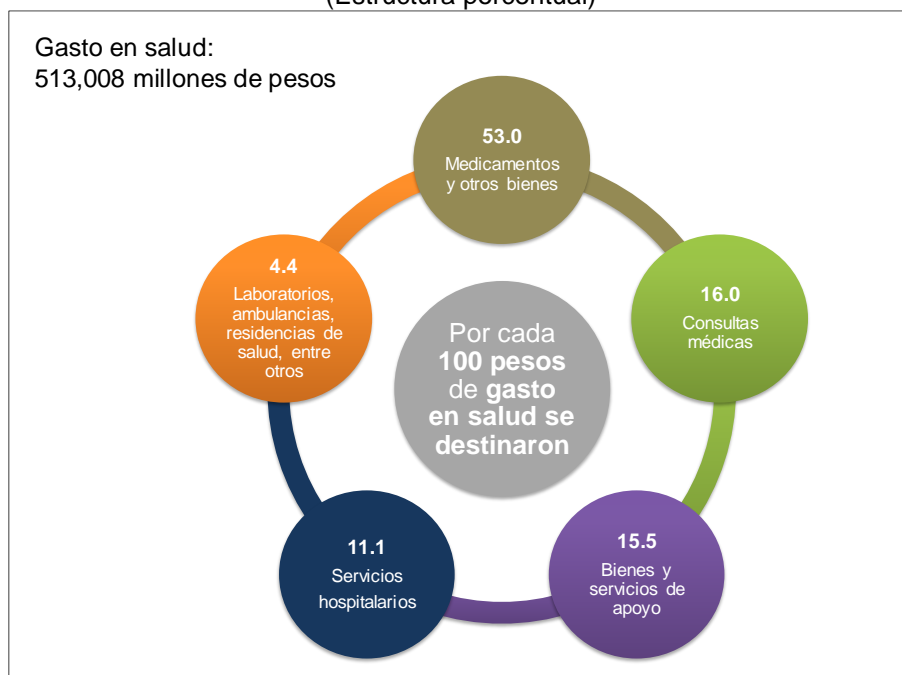 (Estructura porcentual)
Gasto en salud:
513,008 millones de pesos
53.0
Medicamentos
y otros bienes
4.4
Laboratorios,
ambulancias,
residencias de
salud, entre
otros
16.0
Consultas
médicas
Por cada
100 pesos
de gasto
en salud se
destinaron
11.1
Servicios
hospitalarios
15.5
Bienes y
servicios de
apoyo